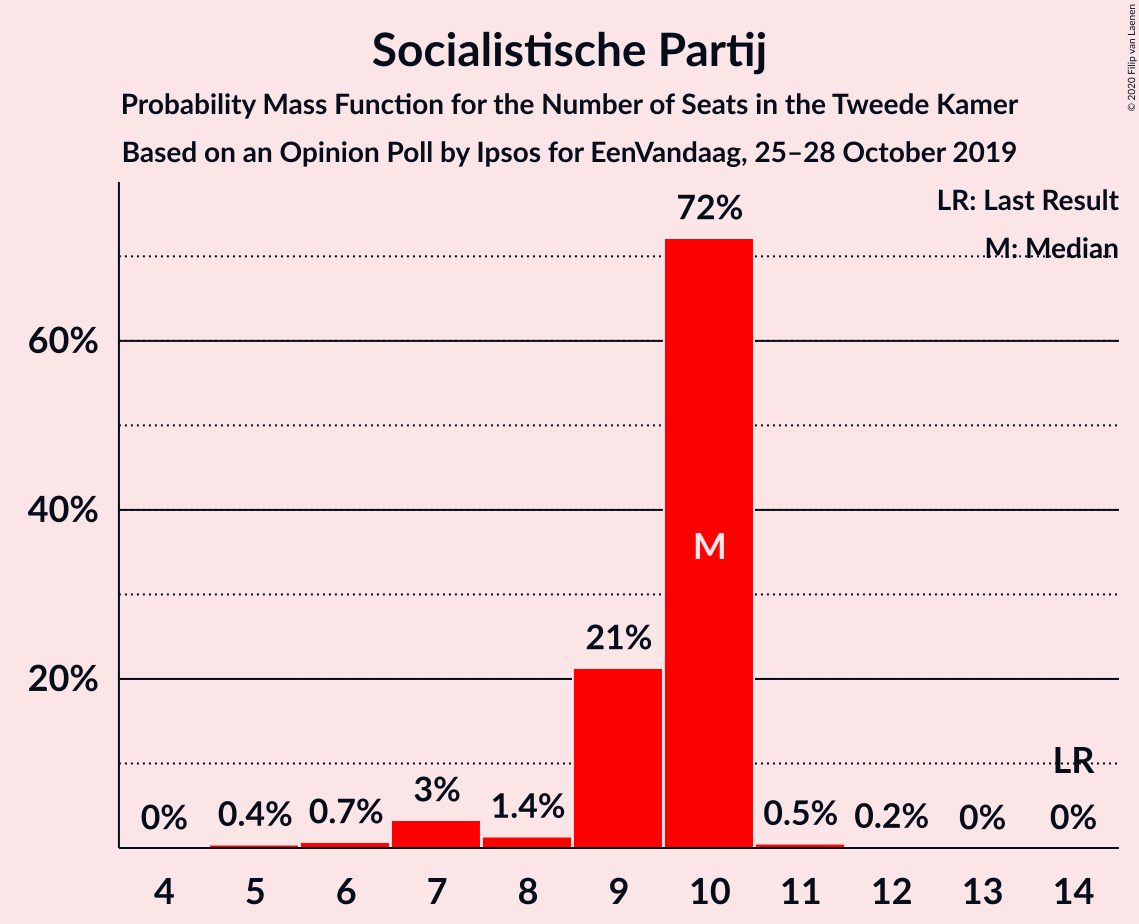 Socialistische Partij
Probability Mass Function for the Number of Seats in the Tweede Kamer
Based on an Opinion Poll by Ipsos for EenVandaag, 25–28 October 2019
© 2020 Filip van Laenen
LR: Last Result
M: Median
72%
60%
40%
M
21%
20%
LR
0%
0.4%
0.7%
3%
1.4%
0.5%
0.2%
0%
0%
4 5 6 7 8 9 10 11 12 13 14